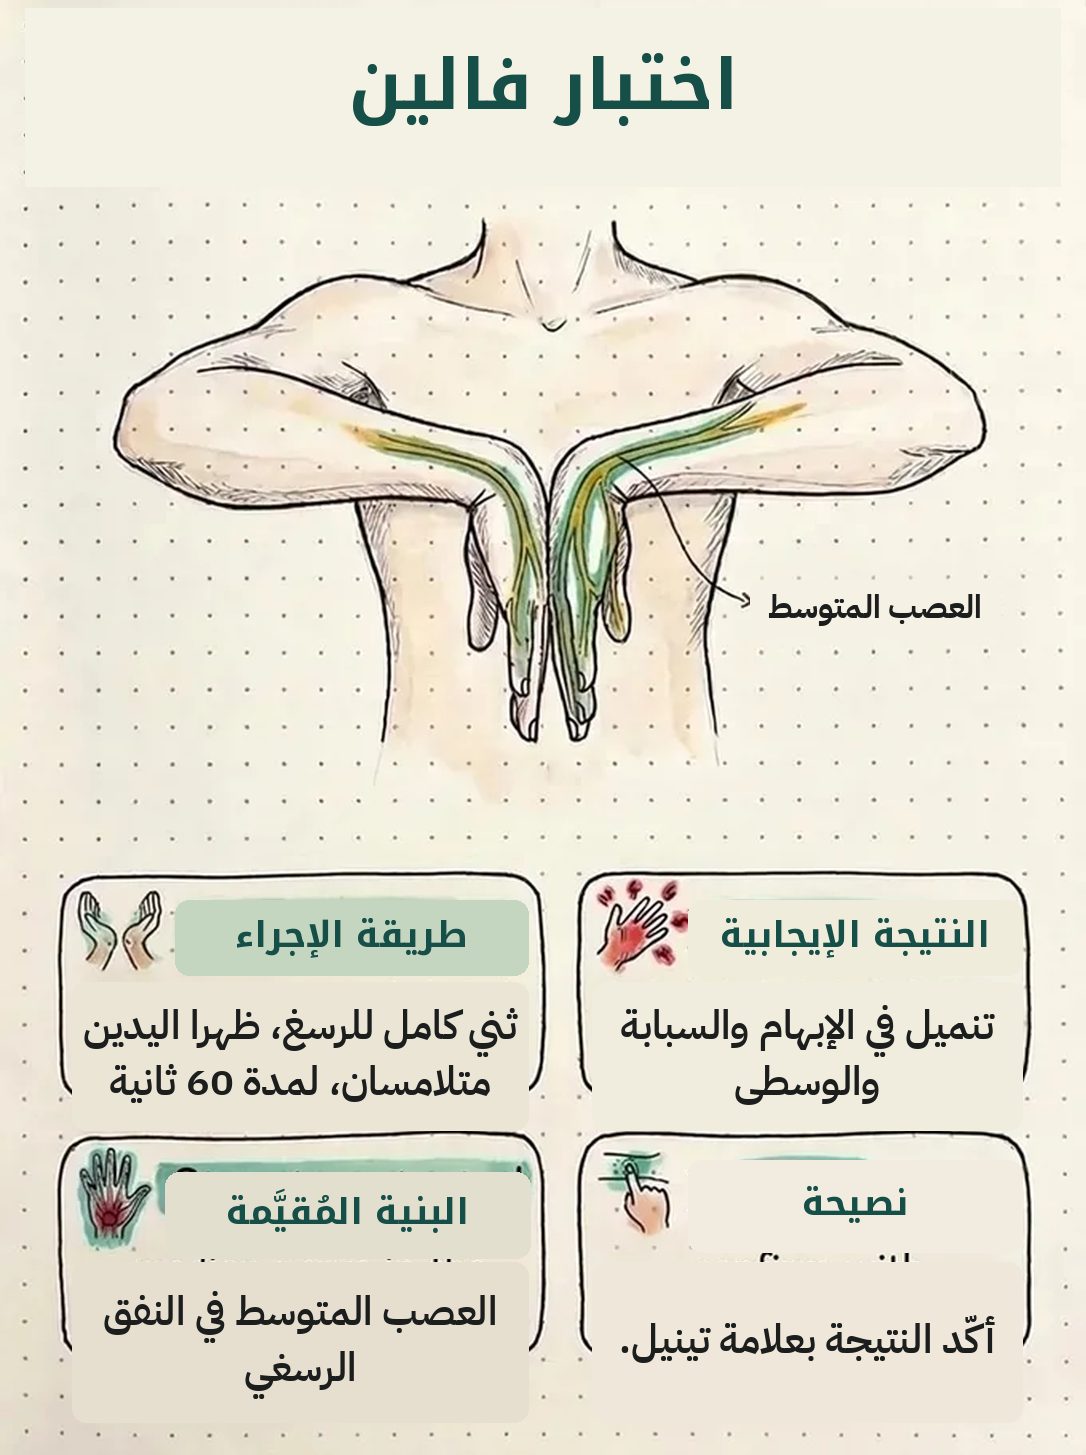 اختبار فالين
العصب المتوسط
النتيجة الإيجابية
تنميل في الإبهام والسبابة
والوسطى
طريقة الإجراء
ثني كامل للرسغ، ظهرا اليدين
متلامسان، لمدة 60 ثانية
نصيحة
أكّد النتيجة بعلامة تينيل.
البنية المُقيَّمة
العصب المتوسط في النفق
الرسغي